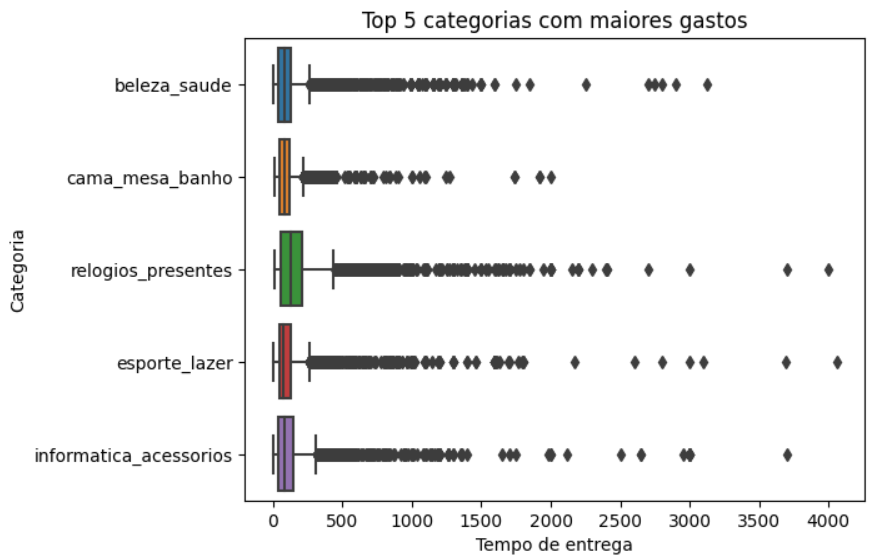 Top 5 categorias com maiores gastos
Categoria
beleza_saude
cama_mesa_banho
relogios_presentes
esporte_lazer
informatica_acessorios
0 500 1000 1500 2000 2500 3000 3500 4000
Tempo de entrega